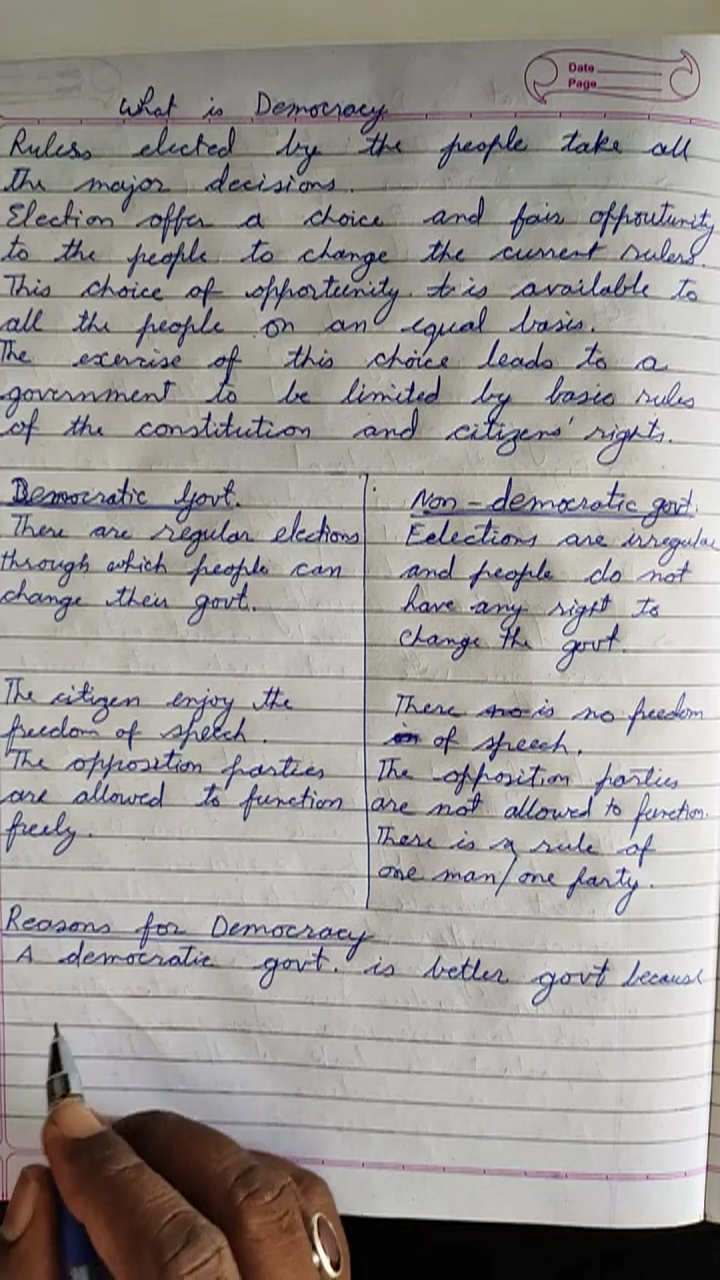 Date
Page
What is Democracy
Rulers elected by the people take all
the major decisions.
Election offer a choice and fair opportunity
to the people to change the current rulers.
This choice of opportunity is available to
all the people on an equal basis.
The exercise of this choice leads to a
government to be limited by basic rules
of the constitution and citizens' rights.
Democratic Govt.
There are regular elections
through which people can
change their govt.
The citizen enjoy the
freedom of speech.
The opposition parties
are allowed to function
freely.
Non-democratic govt.
Eelections are irregular
and people do not
have any right to
change the govt.
There is no freedom
of speech.
The opposition parties
are not allowed to function.
There is a rule of
one man/one party.
Reasons for Democracy
A democratic govt. is better govt because